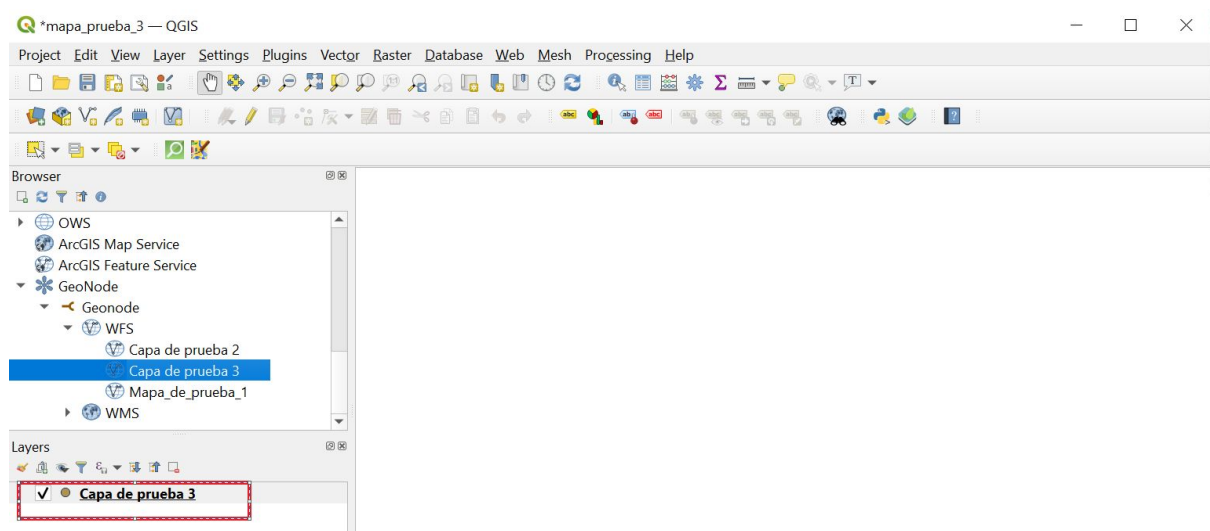 *mapa_prueba_3 — QGIS
Project Edit View Layer Settings Plugins Vector Raster Database Web Mesh Processing Help
Browser
OWS
ArcGIS Map Service
ArcGIS Feature Service
GeoNode
Geonode
WFS
Capa de prueba 2
Capa de prueba 3
Mapa_de_prueba_1
WMS
Layers
Capa de prueba 3